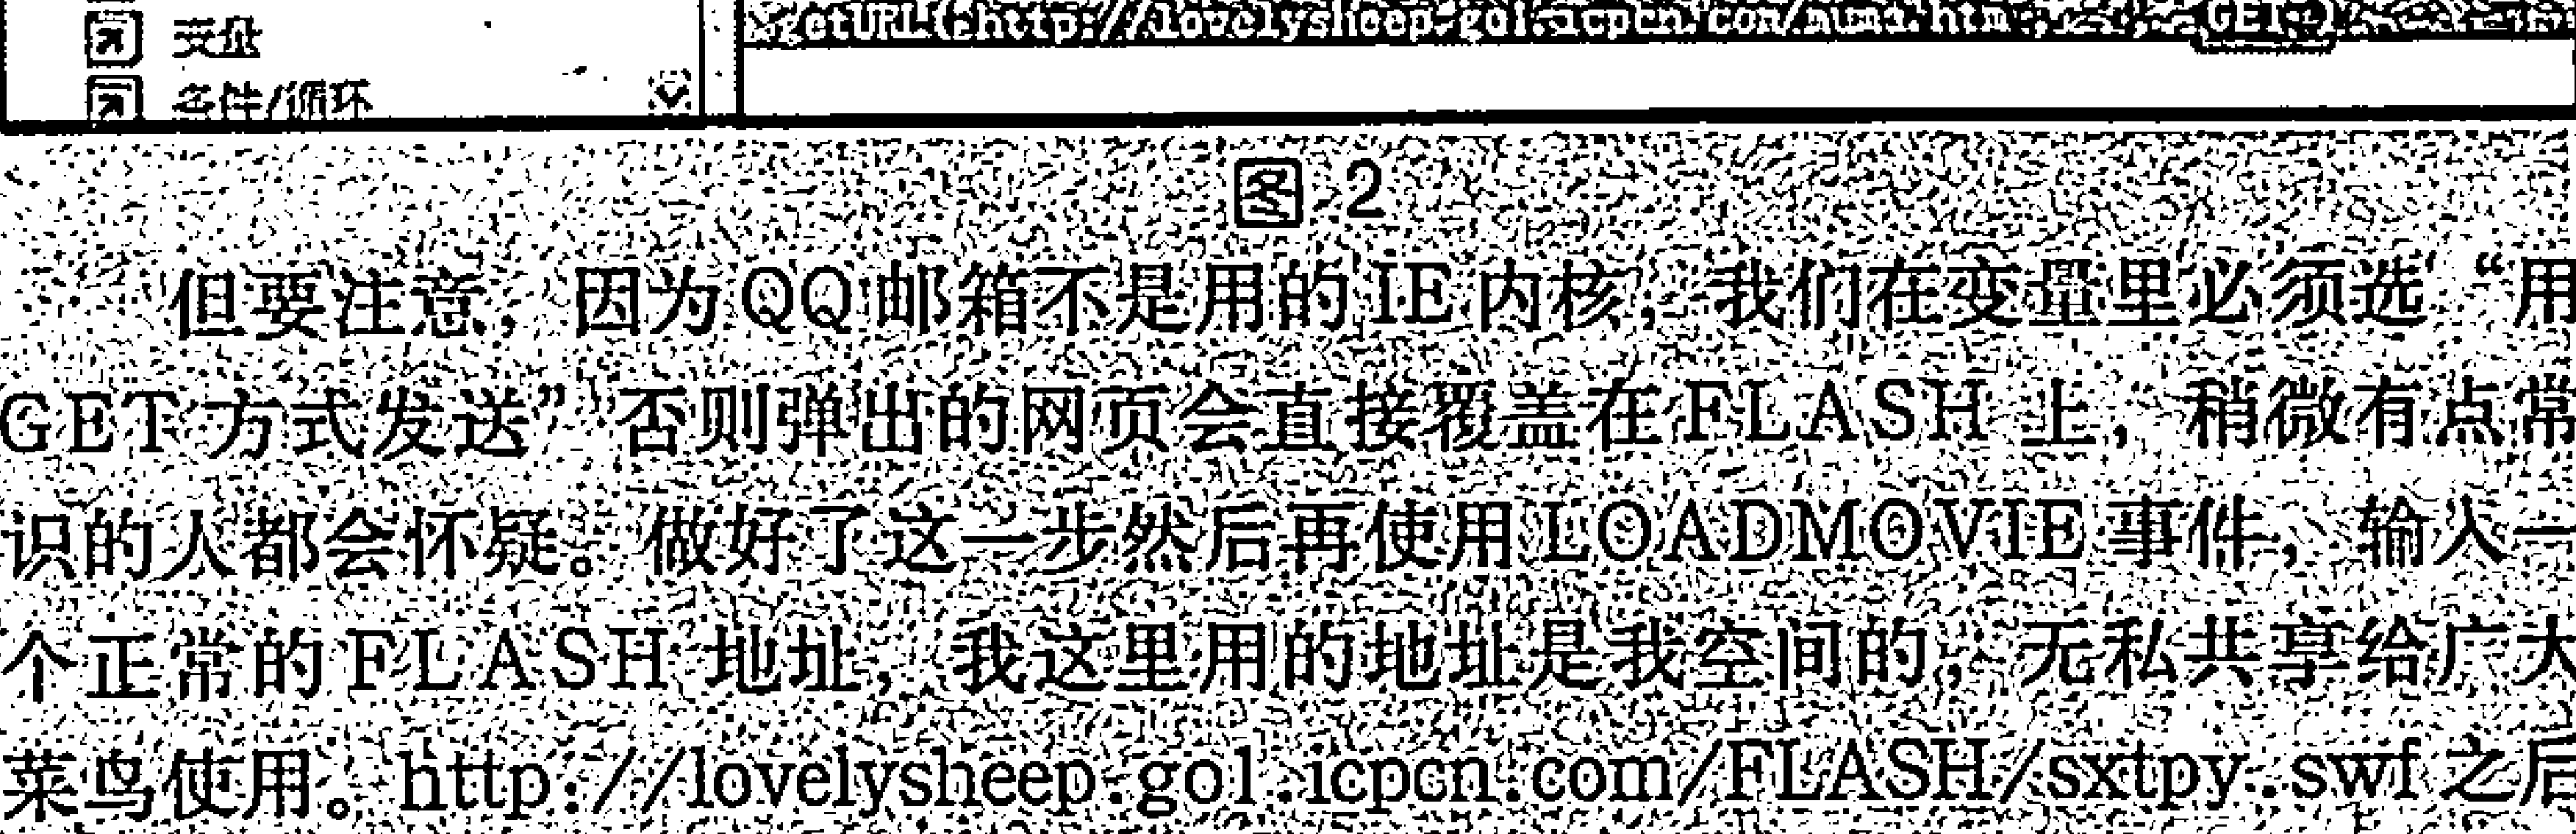 getURL("http://lovelysheep.go1.icpcn.com/muma.htm", "GET")
条件/循环
图 2
但要注意，因为QQ邮箱不是用的IE内核，我们在变量里必须选“用
GET方式发送”否则弹出的网页会直接覆盖在FLASH上，稍微有点常
识的人都会怀疑。做好了这一步然后再使用LOADMOVIE事件，输入一
个正常的FLASH地址，我这里用的地址是我空间的，无私共享给广大
菜鸟使用。http://lovelysheep.go1.icpcn.com/FLASH/sxtpy.swf之后